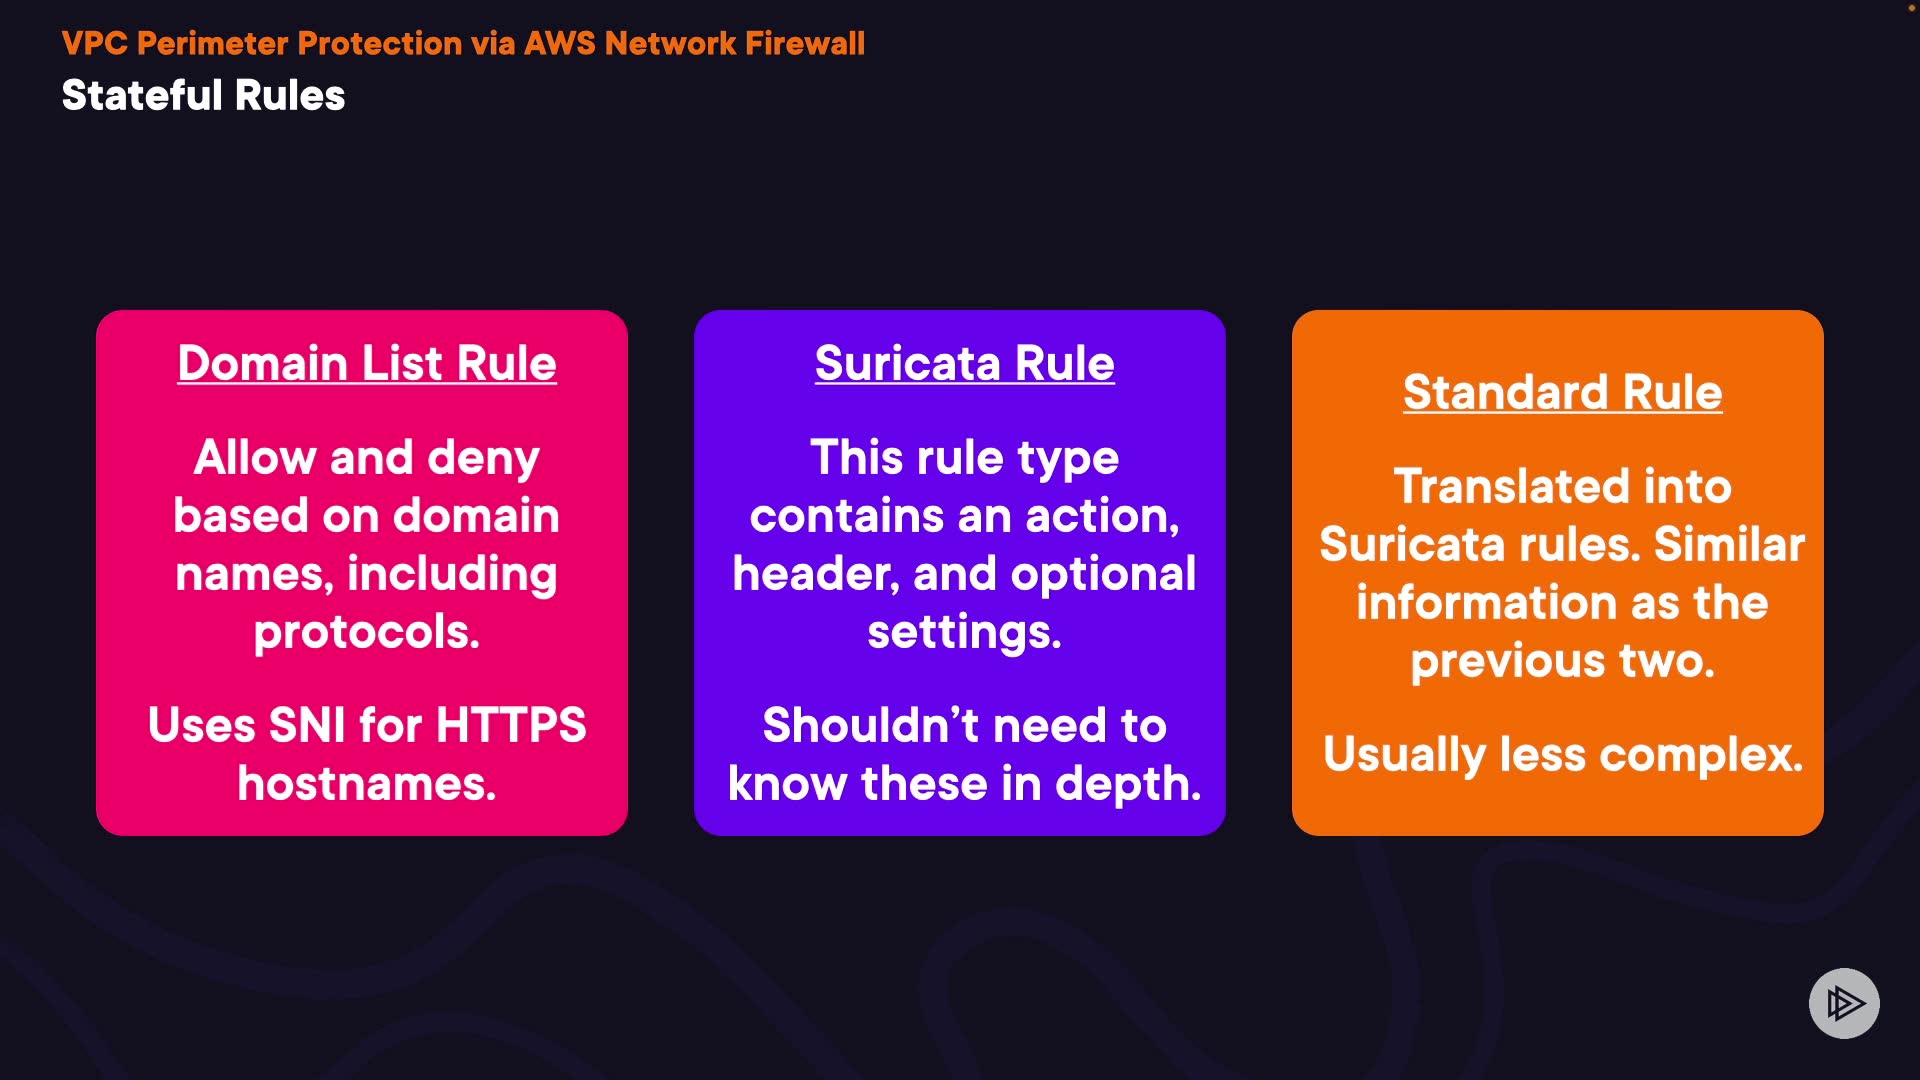 VPC Perimeter Protection via AWS Network Firewall
Stateful Rules
Domain List Rule
Allow and deny
based on domain
names, including
protocols.
Uses SNI for HTTPS
hostnames.
Suricata Rule
This rule type
contains an action,
header, and optional
settings.
Shouldn’t need to
know these in depth.
Standard Rule
Translated into
Suricata rules. Similar
information as the
previous two.
Usually less complex.